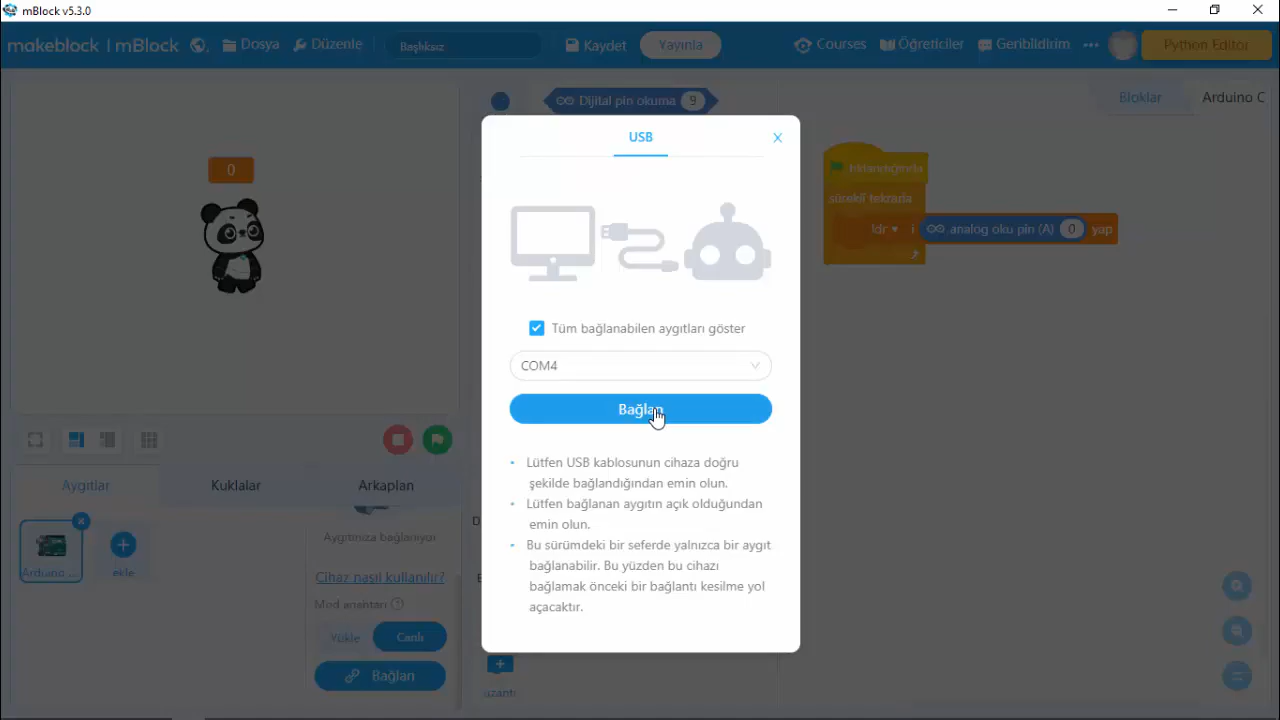 mBlock v5.3.0
makeblock | mBlock
Dosya
Düzenle
Başlıksız
Kaydet
Yayınla
Courses
Öğreticiler
Geribildirim
Python Editor
Dijital pin okuma 9
Bloklar
Arduino C
USB
0
tıklandığında
sürekli tekrarla
ldr i analog oku pin (A) 0 yap
Tüm bağlanabilen aygıtları göster
COM4
Bağlan
Lütfen USB kablosunun cihaza doğru
şekilde bağlandığından emin olun.
Lütfen bağlanan aygıtın açık olduğundan
emin olun.
Bu sürümdeki bir seferde yalnızca bir aygıt
bağlanabilir. Bu yüzden bu cihazı
bağlamak önceki bir bağlantı kesilme yol
açacaktır.
Aygıtlar
Kuklalar
Arkaplan
Arduino ...
ekle
Aygıtınıza bağlanıyor
Cihaz nasıl kullanılır?
Mod anahtarı
Yükle
Canlı
Bağlan
uzantı